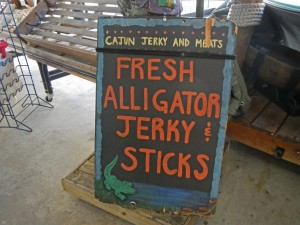 CAJUN JERKY AND MEATS
FRESH
ALLIGATOR
JERKY &
STICKS